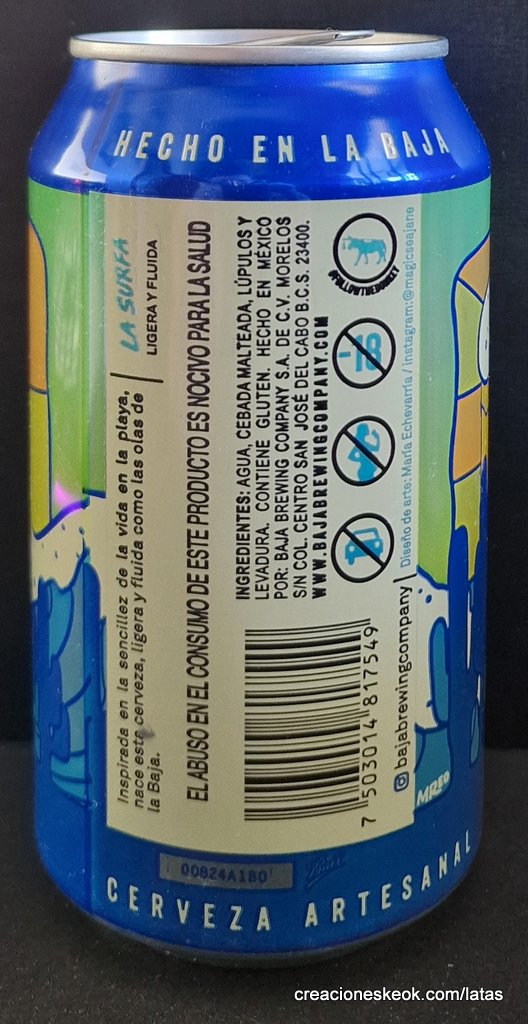 HECHO EN LA BAJA
LA SURFA
LIGERA Y FLUIDA
Inspirada en la sencillez de la vida en la playa,
nace esta cerveza, ligera y fluida como las olas de
la Baja.
EL ABUSO EN EL CONSUMO DE ESTE PRODUCTO ES NOCIVO PARA LA SALUD
INGREDIENTES: AGUA, CEBADA MALTEADA, LÚPULOS Y
LEVADURA. CONTIENE GLUTEN. HECHO EN MÉXICO
POR: BAJA BREWING COMPANY S.A. DE C.V. MORELOS
S/N COL. CENTRO SAN JOSÉ DEL CABO B.C.S. 23400.
WWW.BAJABREWINGCOMPANY.COM
#FOLLOWTHEDONKEY
-18
7 503014 817549
bajabrewingcompany
Diseño de arte: María Echevarría / instagram:@magicseajane
MREO
00824A1B0
CERVEZA ARTESANAL
creacioneskeok.com/latas